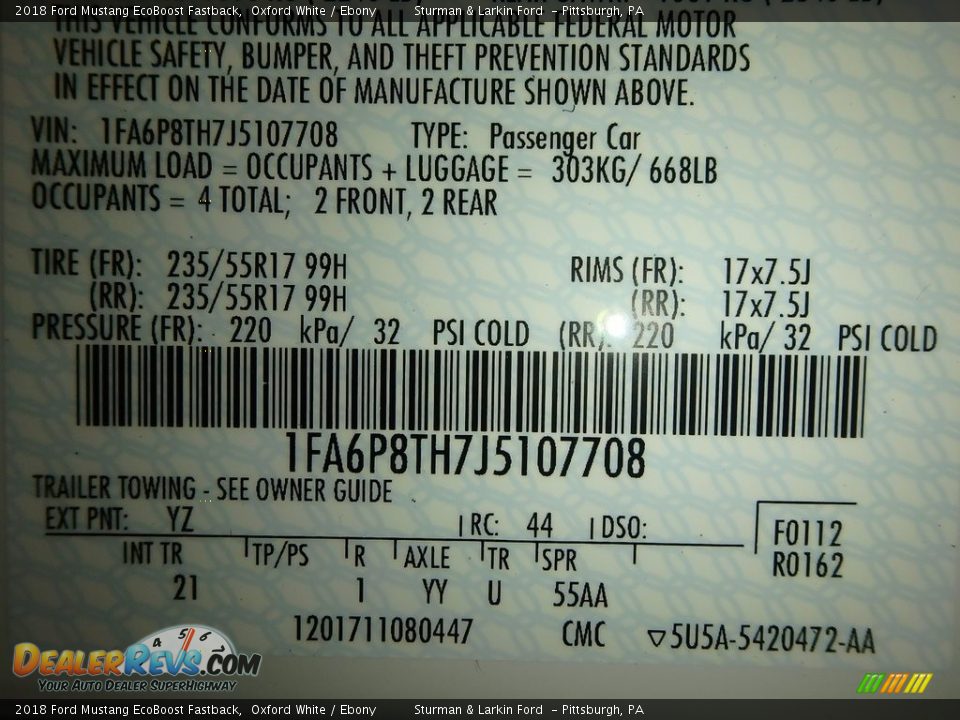 2018 Ford Mustang EcoBoost Fastback, Oxford White / Ebony Sturman & Larkin Ford - Pittsburgh, PA
THIS VEHICLE CONFORMS TO ALL APPLICABLE FEDERAL MOTOR
VEHICLE SAFETY, BUMPER, AND THEFT PREVENTION STANDARDS
IN EFFECT ON THE DATE OF MANUFACTURE SHOWN ABOVE.
VIN: 1FA6P8TH7J5107708 TYPE: Passenger Car
MAXIMUM LOAD = OCCUPANTS + LUGGAGE = 303KG/ 668LB
OCCUPANTS = 4 TOTAL; 2 FRONT, 2 REAR
TIRE (FR): 235/55R17 99H RIMS (FR): 17x7.5J
(RR): 235/55R17 99H (RR): 17x7.5J
PRESSURE (FR): 220 kPa/ 32 PSI COLD (RR): 220 kPa/ 32 PSI COLD
1FA6P8TH7J5107708
TRAILER TOWING - SEE OWNER GUIDE
EXT PNT: YZ RC: 44 DSO: F0112
R0162
INT TR TP/PS R AXLE TR SPR
21 1 YY U 55AA
1201711080447 CMC ▽5U5A-5420472-AA
4 5 6
DEALERREVS.COM
YOUR AUTO DEALER SUPERHIGHWAY
2018 Ford Mustang EcoBoost Fastback, Oxford White / Ebony Sturman & Larkin Ford - Pittsburgh, PA